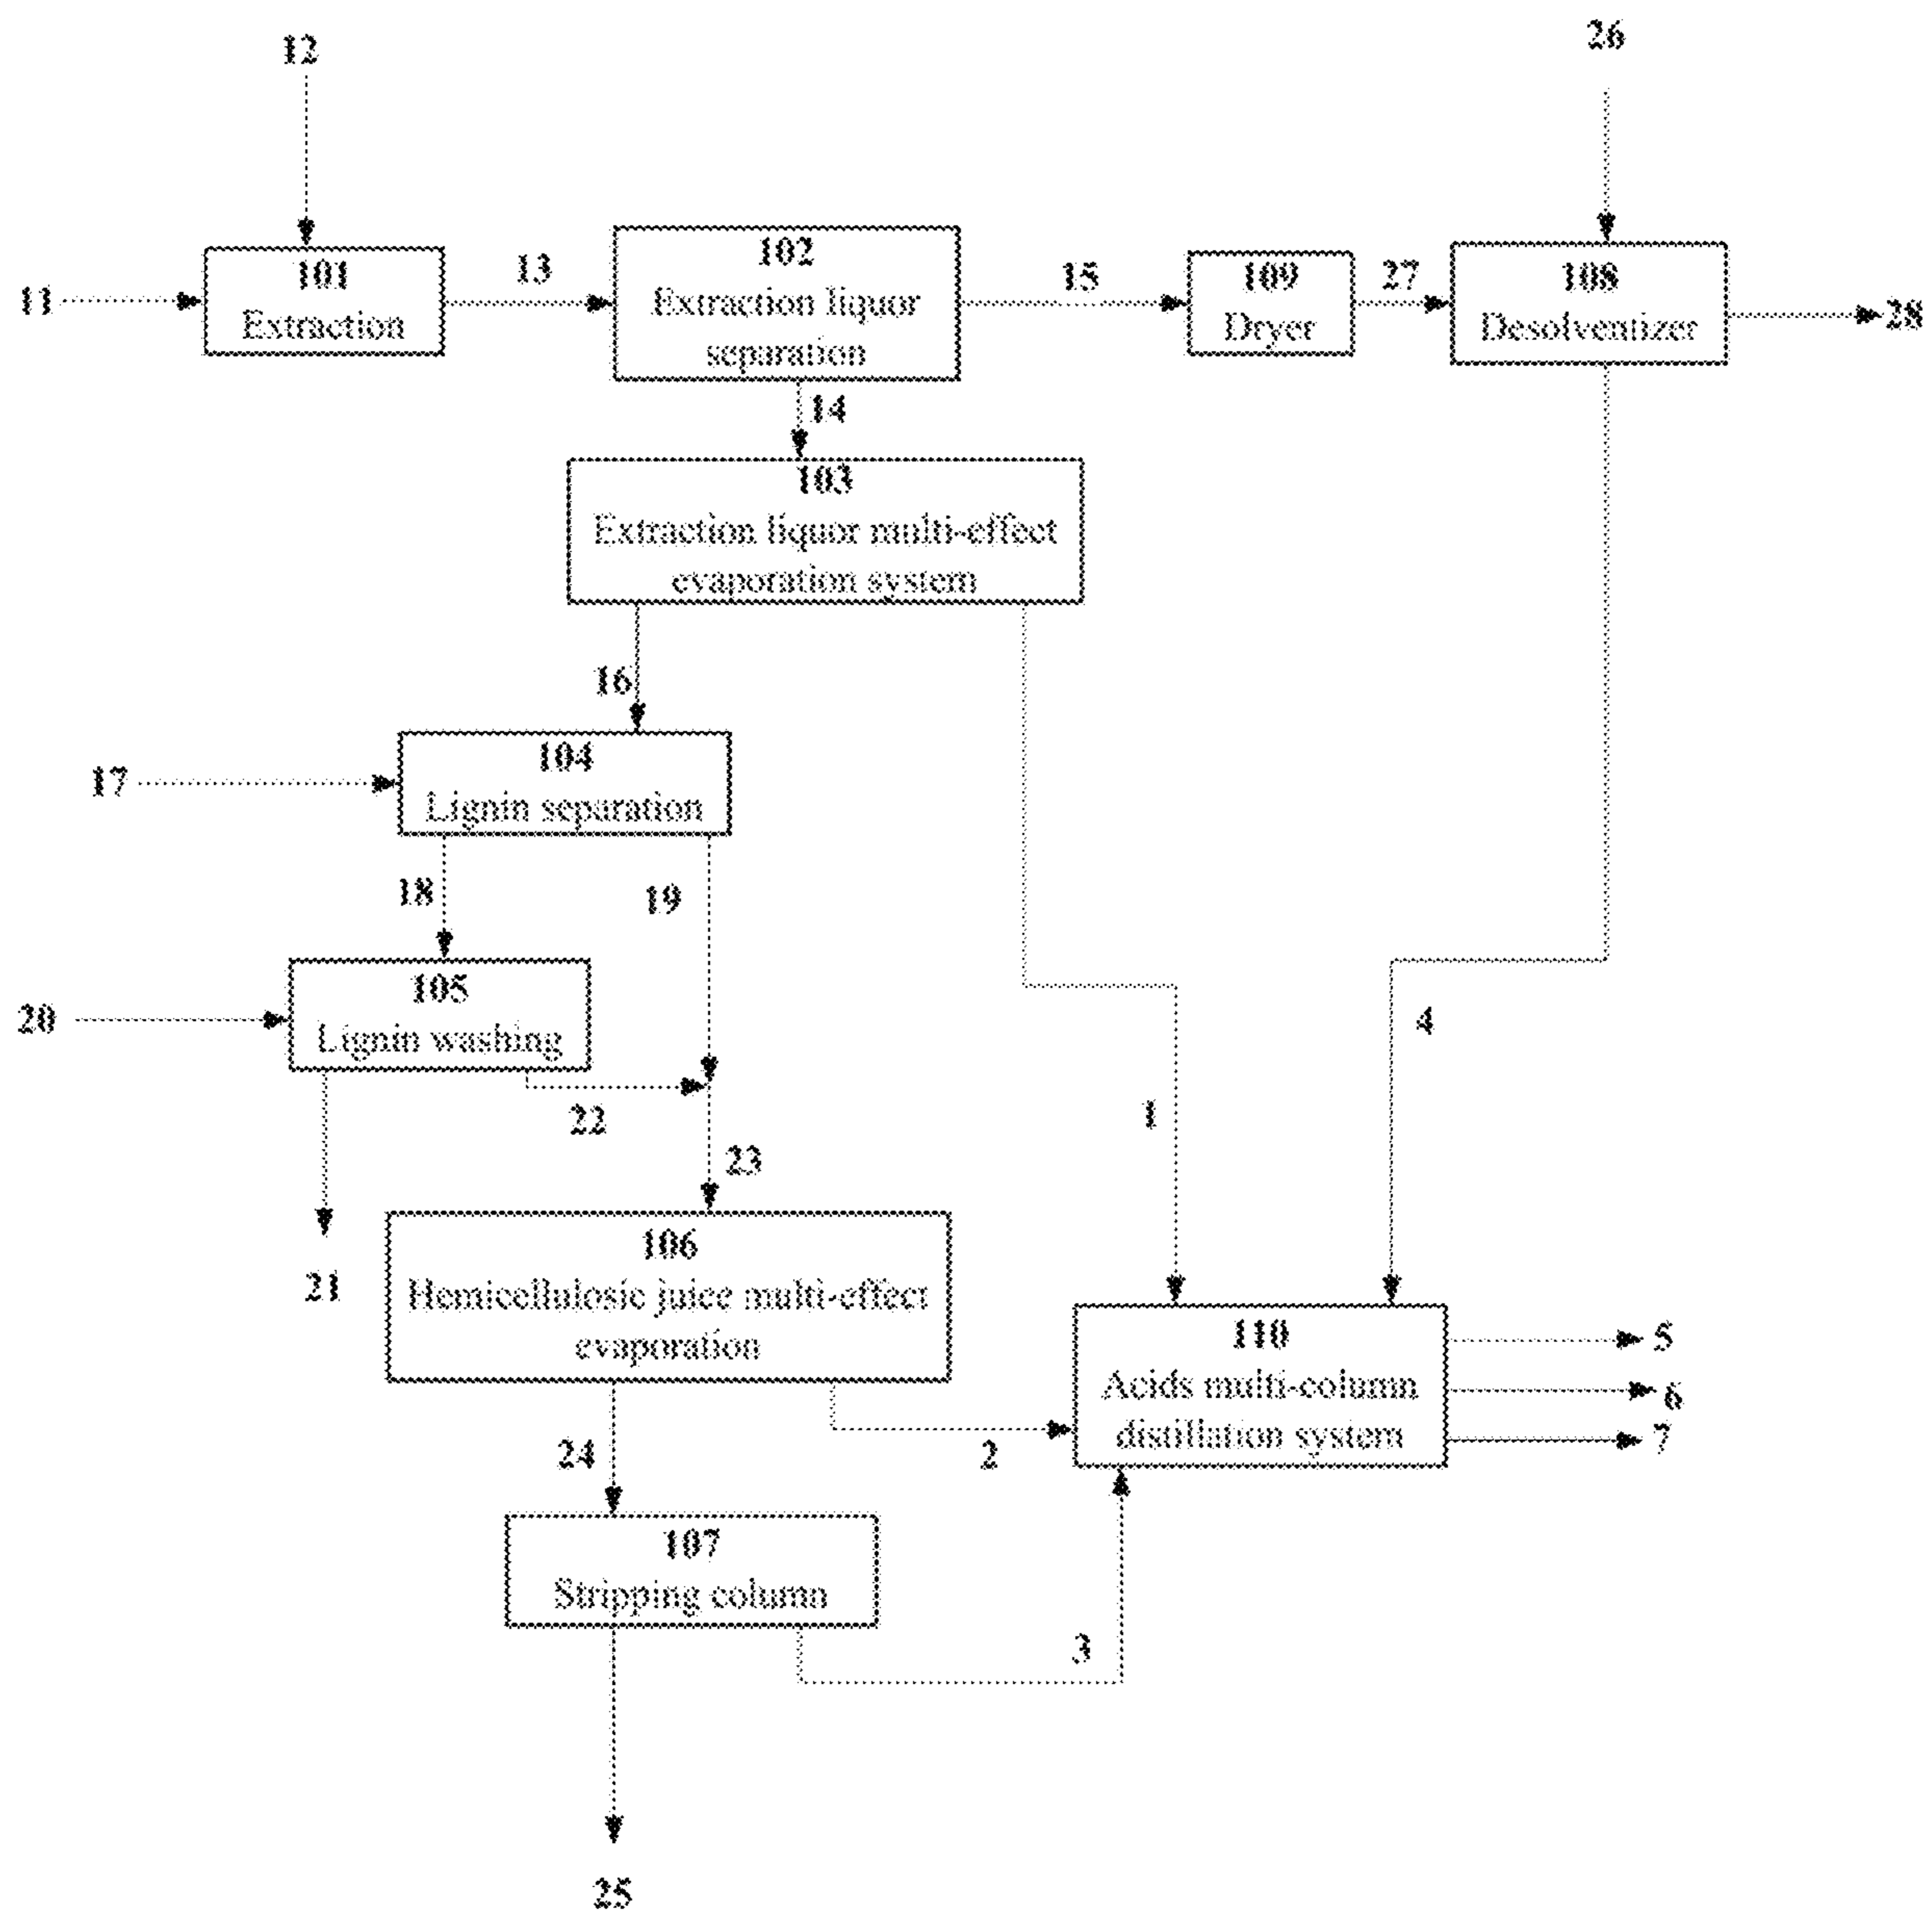 12
26
101
Extraction
11
13
102
Extraction liquor
separation
15
109
Dryer
27
108
Desolventizer
28
14
103
Extraction liquor multi-effect
evaporation system
16
17
104
Lignin separation
18
19
20
105
Lignin washing
4
1
22
23
21
106
Hemicellulosic juice multi-effect
evaporation
110
Acids multi-column
distillation system
5
6
7
24
2
107
Stripping column
3
25